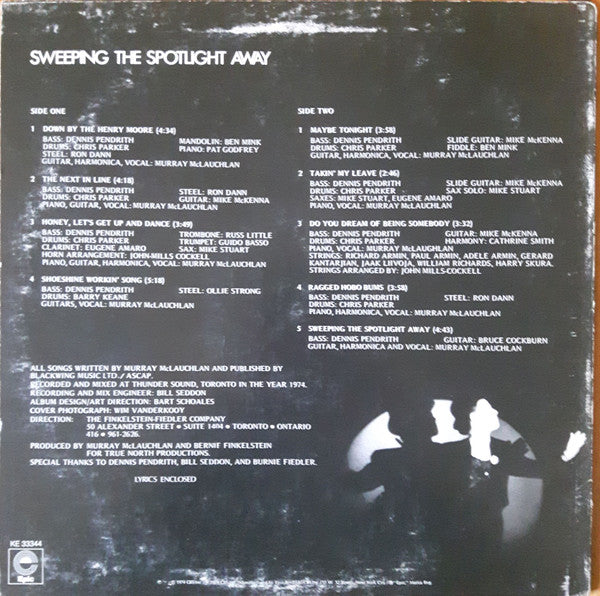 SWEEPING THE SPOTLIGHT AWAY
SIDE ONE
1 DOWN BY THE HENRY MOORE (4:34)
BASS: DENNIS PENDRITH MANDOLIN: BEN MINK
DRUMS: CHRIS PARKER PIANO: PAT GODFREY
STEEL: RON DANN
GUITAR, HARMONICA, VOCAL: MURRAY McLAUCHLAN
2 THE NEXT IN LINE (4:18)
BASS: DENNIS PENDRITH STEEL: RON DANN
DRUMS: CHRIS PARKER GUITAR: MIKE McKENNA
PIANO, GUITAR, VOCAL: MURRAY McLAUCHLAN
3 HONEY, LET'S GET UP AND DANCE (3:49)
BASS: DENNIS PENDRITH TROMBONE: RUSS LITTLE
DRUMS: CHRIS PARKER TRUMPET: GUIDO BASSO
CLARINET: EUGENE AMARO SAX: MIKE STUART
HORN ARRANGEMENT: JOHN-MILLS COCKELL
PIANO, GUITAR, HARMONICA, VOCAL: MURRAY McLAUCHLAN
4 SHOESHINE WORKIN' SONG (3:18)
BASS: DENNIS PENDRITH STEEL: OLLIE STRONG
DRUMS: BARRY KEANE
GUITARS, VOCAL: MURRAY McLAUCHLAN
SIDE TWO
1 MAYBE TONIGHT (3:58)
BASS: DENNIS PENDRITH SLIDE GUITAR: MIKE McKENNA
DRUMS: CHRIS PARKER FIDDLE: BEN MINK
GUITAR, HARMONICA, VOCAL: MURRAY McLAUCHLAN
2 TAKIN' MY LEAVE (2:46)
BASS: DENNIS PENDRITH SLIDE GUITAR: MIKE McKENNA
DRUMS: CHRIS PARKER SAX SOLO: MIKE STUART
SAXES: MIKE STUART, EUGENE AMARO
PIANO, VOCAL: MURRAY McLAUCHLAN
3 DO YOU DREAM OF BEING SOMEBODY (3:32)
BASS: DENNIS PENDRITH GUITAR: MIKE McKENNA
DRUMS: CHRIS PARKER HARMONY: CATHRINE SMITH
PIANO, VOCAL: MURRAY McLAUGHLAN
STRINGS: RICHARD ARMIN, PAUL ARMIN, ADELE ARMIN, GERARD
KANTARJIAN, JAAK LIIVOJA, WILLIAM RICHARDS, HARRY SKURA.
STRINGS ARRANGED BY: JOHN MILLS-COCKELL
4 RAGGED HOBO BUMS (3:58)
BASS: DENNIS PENDRITH STEEL: RON DANN
DRUMS: CHRIS PARKER
PIANO, HARMONICA, VOCAL: MURRAY McLAUCHLAN
5 SWEEPING THE SPOTLIGHT AWAY (4:43)
BASS: DENNIS PENDRITH GUITAR: BRUCE COCKBURN
GUITAR, HARMONICA AND VOCAL: MURRAY McLAUCHLAN
ALL SONGS WRITTEN BY MURRAY McLAUCHLAN AND PUBLISHED BY
BLACKWING MUSIC LTD./ASCAP.
RECORDED AND MIXED AT THUNDER SOUND, TORONTO IN THE YEAR 1974.
RECORDING AND MIX ENGINEER: BILL SEDDON
ALBUM DESIGN/ART DIRECTION: BART SCHOALES
COVER PHOTOGRAPH: WIM VANDERKOOY
DIRECTION: THE FINKELSTEIN-FIEDLER COMPANY
50 ALEXANDER STREET • SUITE 1404 • TORONTO • ONTARIO
416 • 961-2626.
PRODUCED BY MURRAY McLAUCHLAN AND BERNIE FINKELSTEIN
FOR TRUE NORTH PRODUCTIONS.
SPECIAL THANKS TO DENNIS PENDRITH, BILL SEDDON, AND BURNIE FIEDLER.
LYRICS ENCLOSED
KE 33344
Epic